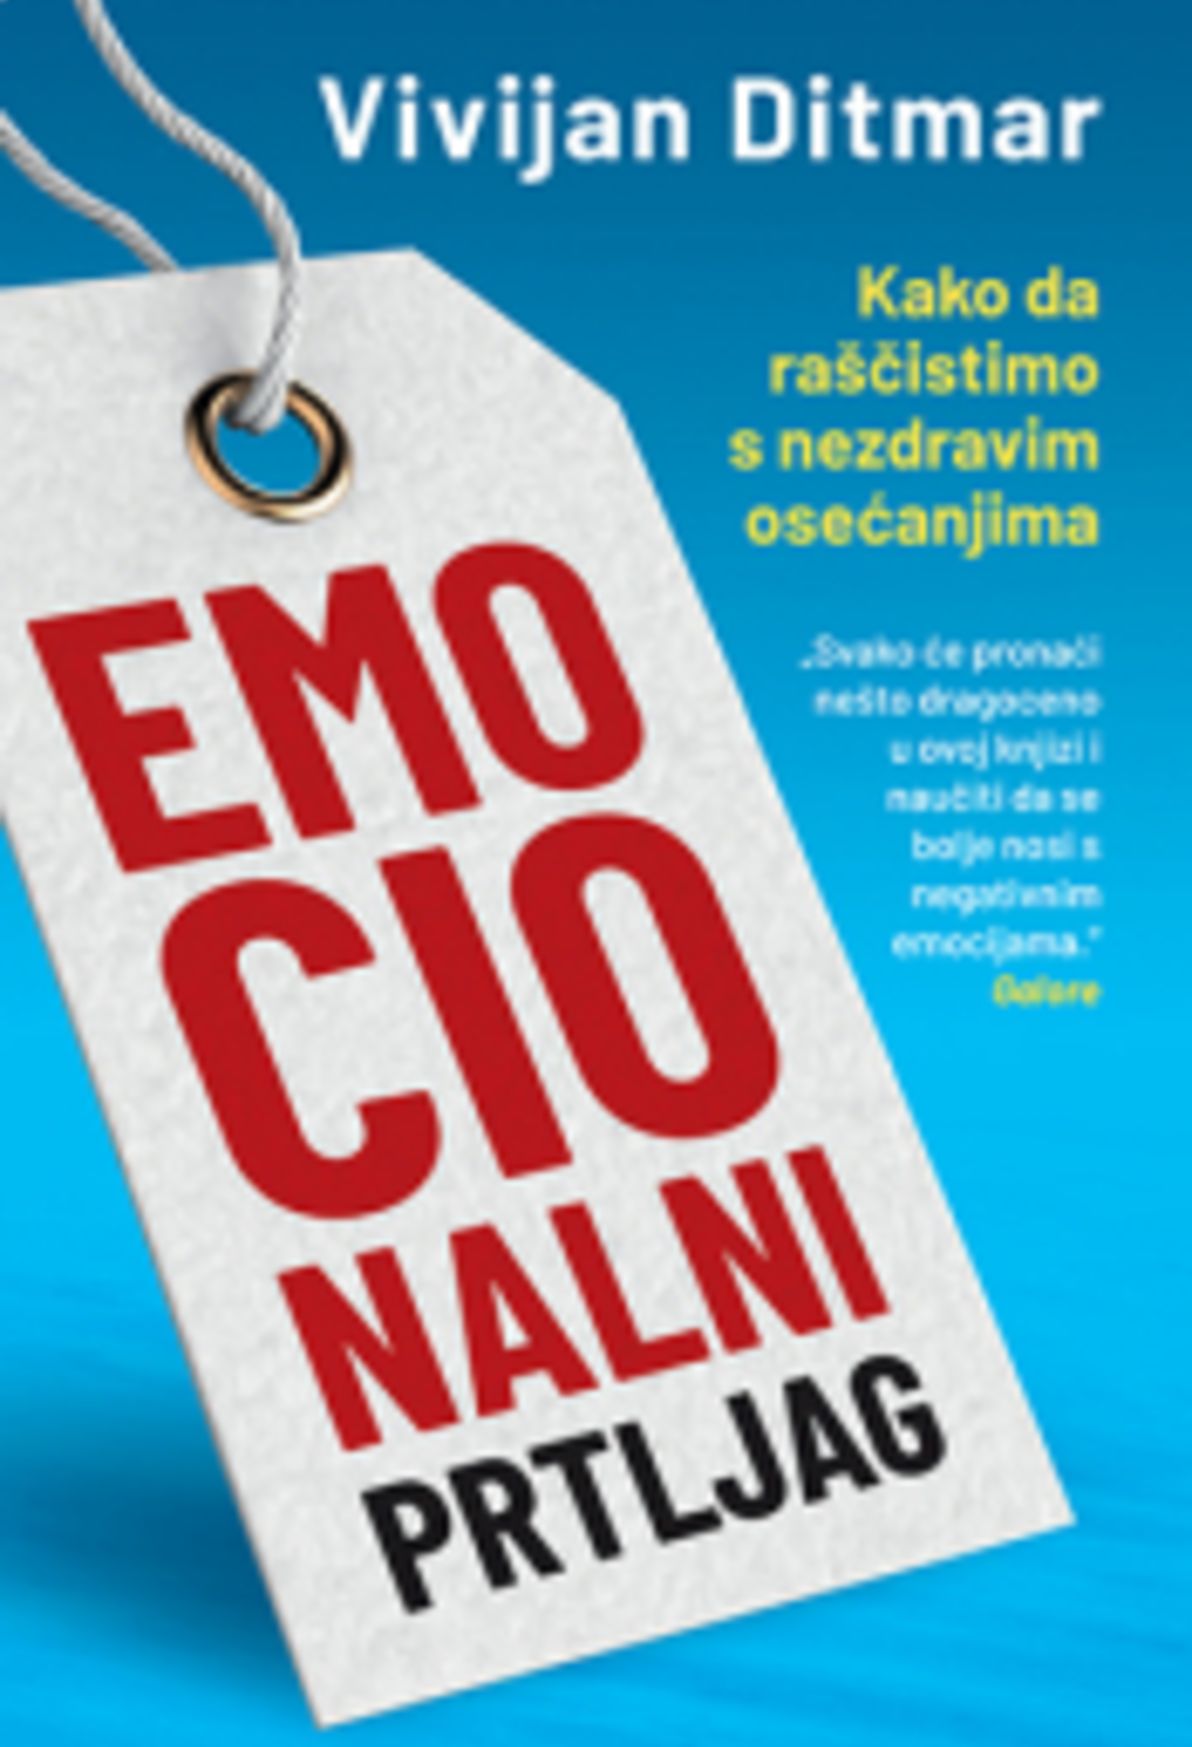 Vivijan Ditmar
Kako da
raščistimo
s nezdravim
osećanjima
„Svako će pronaći
nešto dragoceno
u ovoj knjizi i
naučiti da se
bolje nosi s
negativnim
emocijama.”
Galore
EMO
CIO
NALNI
PRTLJAG